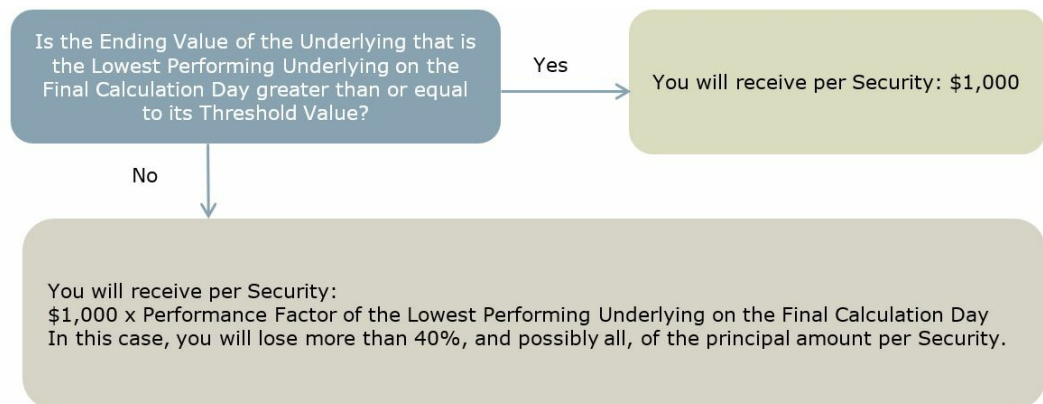 Is the Ending Value of the Underlying that is
the Lowest Performing Underlying on the
Final Calculation Day greater than or equal
to its Threshold Value?
Yes
You will receive per Security: $1,000
No
You will receive per Security:
$1,000 x Performance Factor of the Lowest Performing Underlying on the Final Calculation Day
In this case, you will lose more than 40%, and possibly all, of the principal amount per Security.